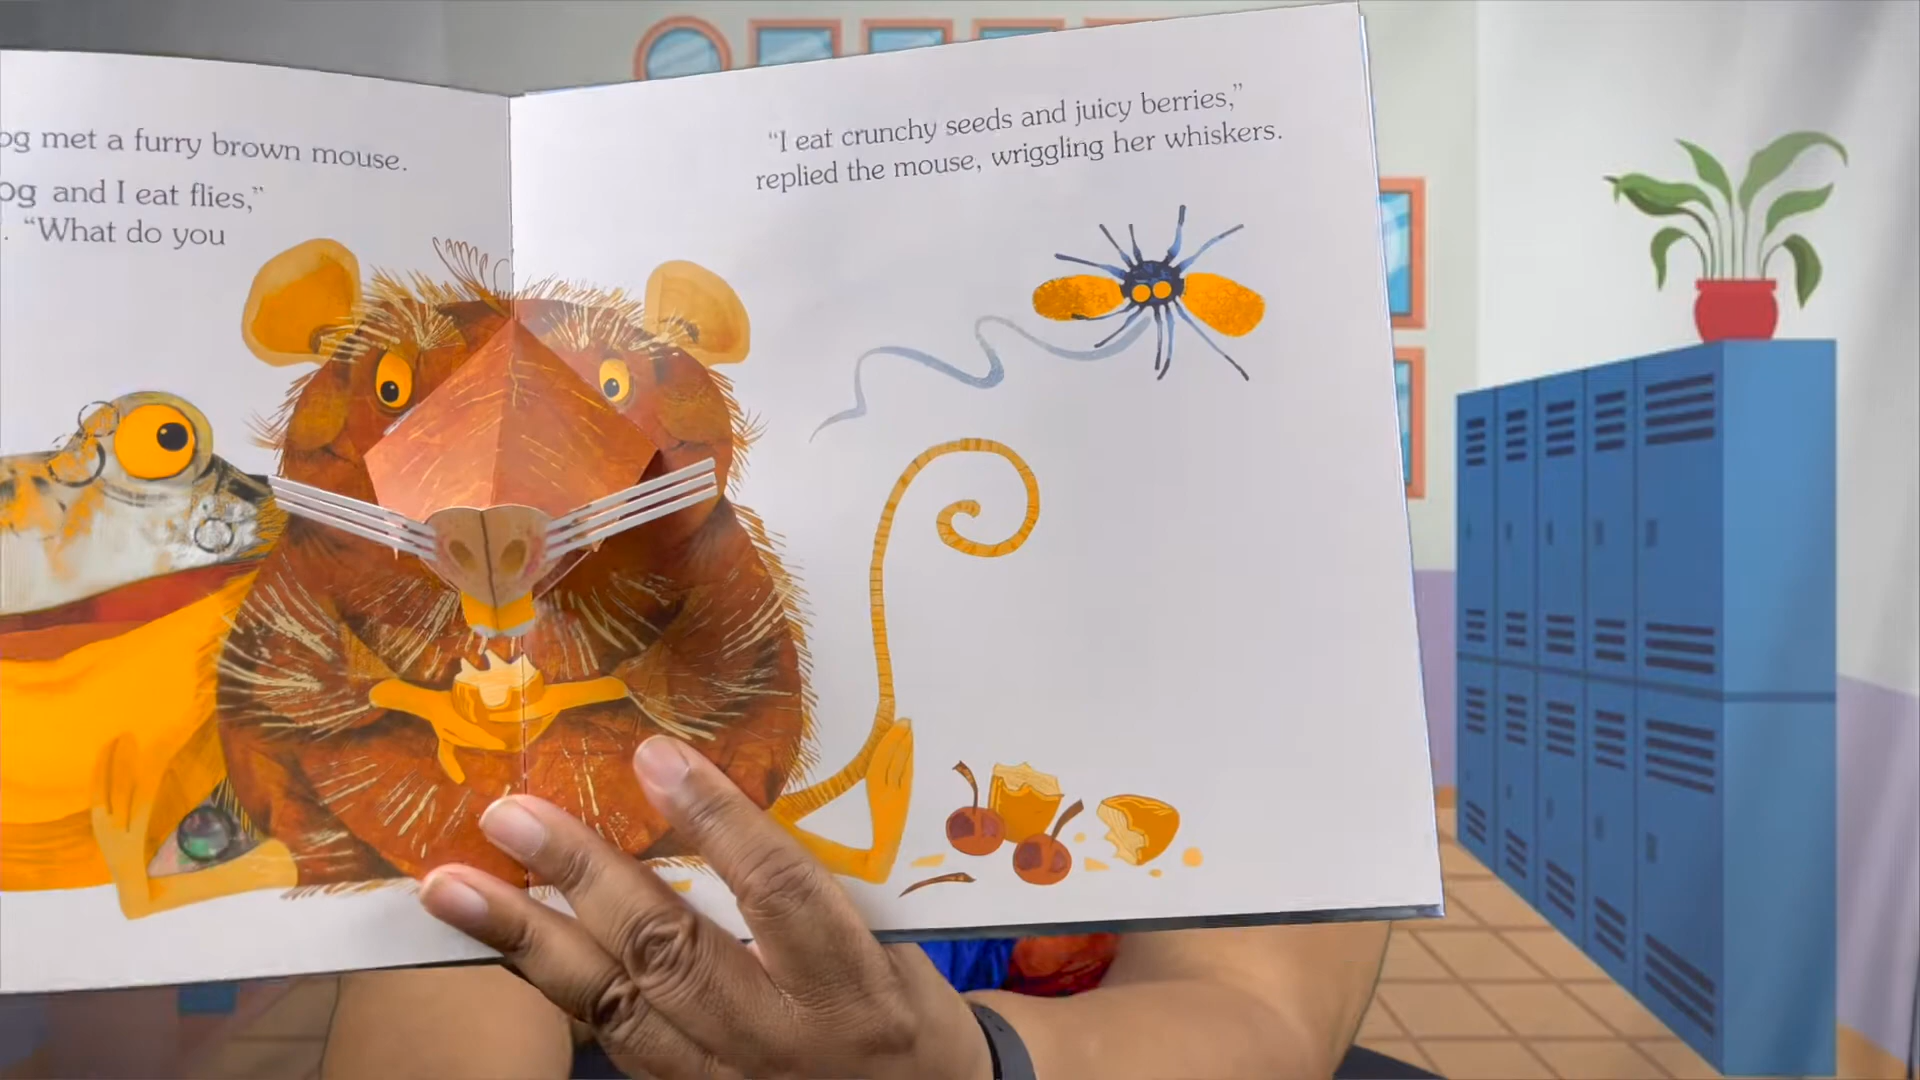 og met a furry brown mouse.
og and I eat flies,”
. “What do you
“I eat crunchy seeds and juicy berries,”
replied the mouse, wriggling her whiskers.